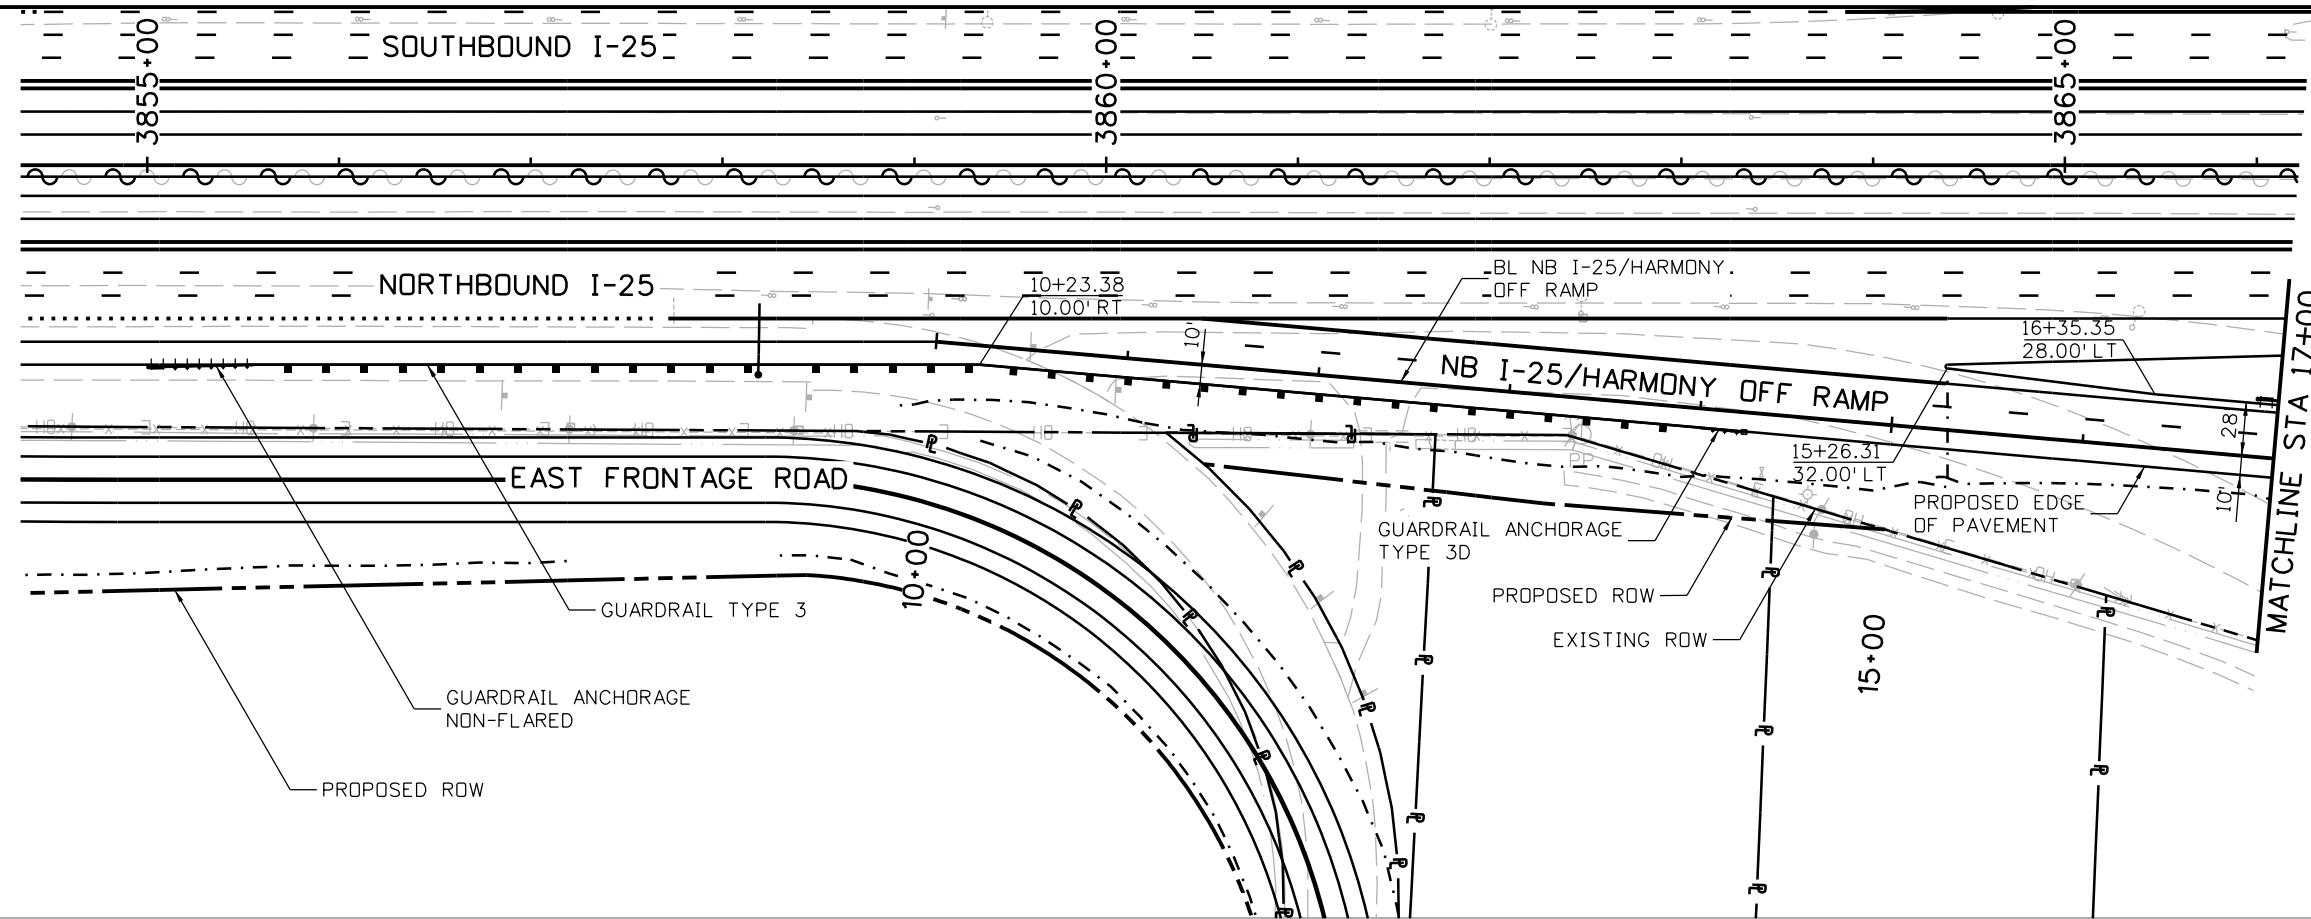 SOUTHBOUND I-25
3855+00
3860+00
3865+00
NORTHBOUND I-25
10+23.38
10.00' RT
BL NB I-25/HARMONY
OFF RAMP
10'
NB I-25/HARMONY OFF RAMP
16+35.35
28.00' LT
MATCHLINE STA 17+00
28
10'
15+26.31
32.00' LT
PROPOSED EDGE
OF PAVEMENT
EAST FRONTAGE ROAD
GUARDRAIL ANCHORAGE
TYPE 3D
PROPOSED ROW
EXISTING ROW
10+00
15+00
GUARDRAIL TYPE 3
GUARDRAIL ANCHORAGE
NON-FLARED
PROPOSED ROW
PP